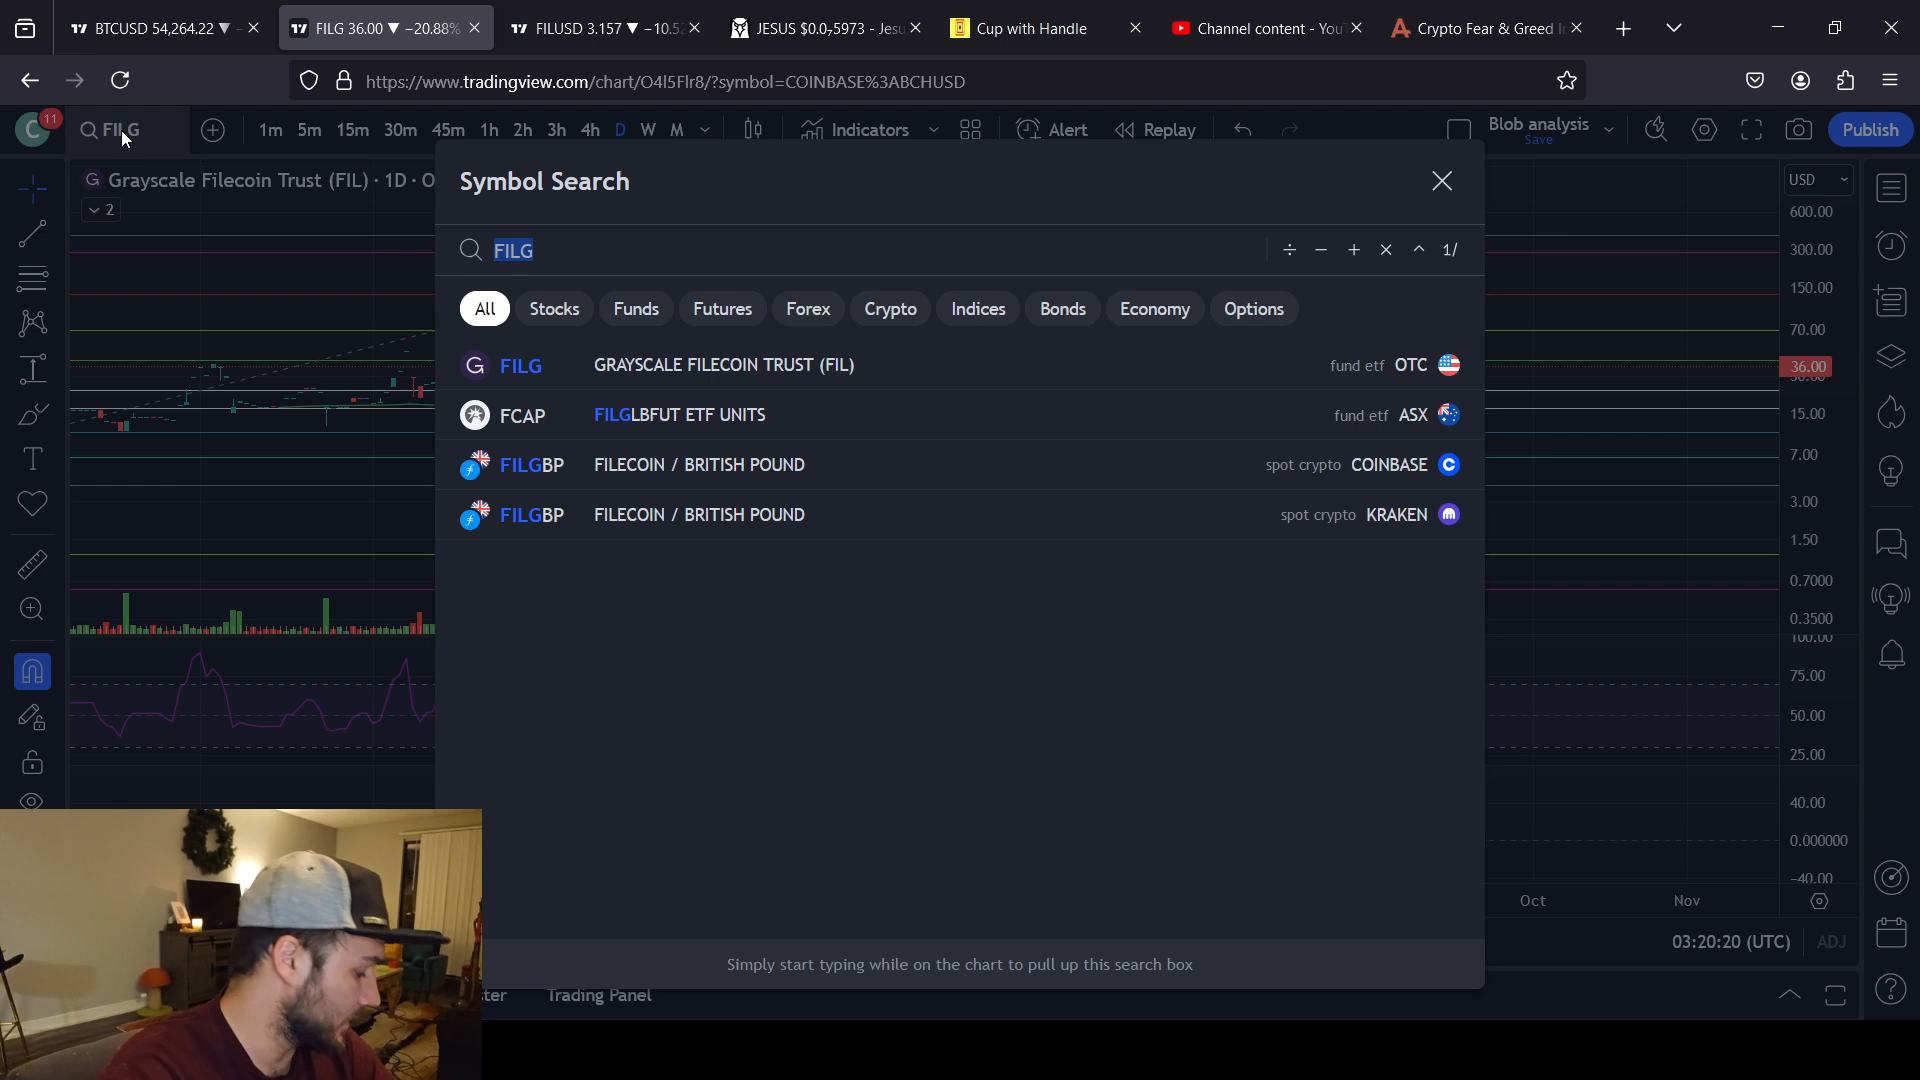 BTCUSD 54,264.22 ▼ -
FILG 36.00 ▼ −20.88%
FILUSD 3.157 ▼ −10.52
JESUS $0.0₇5973 - Jesu
Cup with Handle
Channel content - YouT
Crypto Fear & Greed In
https://www.tradingview.com/chart/O4l5Flr8/?symbol=COINBASE%3ABCHUSD
C 11
FILG
1m 5m 15m 30m 45m 1h 2h 3h 4h D W M
Indicators
Alert
Replay
Blob analysis
Save
Publish
Grayscale Filecoin Trust (FIL) · 1D · O
2
Symbol Search
FILG
÷ − + × ^ 1/
All Stocks Funds Futures Forex Crypto Indices Bonds Economy Options
FILG GRAYSCALE FILECOIN TRUST (FIL) fund etf OTC
FCAP FILGLBFUT ETF UNITS fund etf ASX
FILGBP FILECOIN / BRITISH POUND spot crypto COINBASE
FILGBP FILECOIN / BRITISH POUND spot crypto KRAKEN
Simply start typing while on the chart to pull up this search box
USD
600.00
300.00
150.00
70.00
36.00
15.00
7.00
3.00
1.50
0.7000
0.3500
100.00
75.00
50.00
25.00
40.00
0.000000
−40.00
Oct Nov
03:20:20 (UTC) ADJ
ter Trading Panel